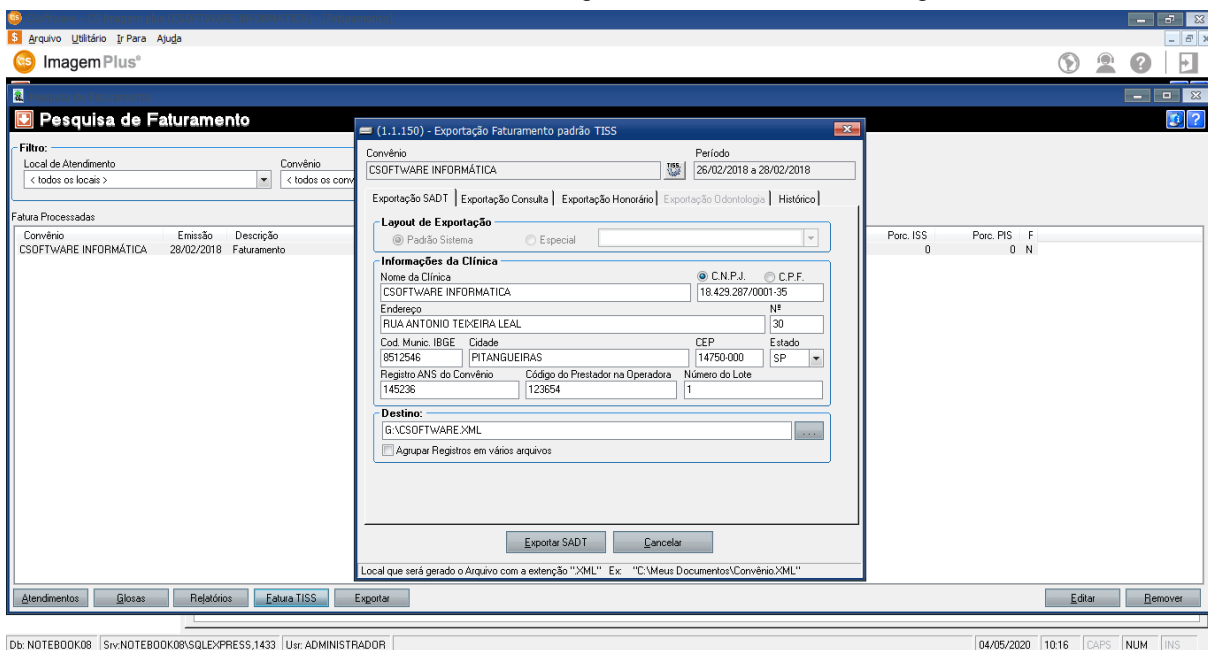 Arquivo Utilitário Ir Para Ajuda
ImagemPlus®
Pesquisa de Faturamento
Filtro:
Local de Atendimento Convênio
< todos os locais > < todos os conv
Fatura Processadas
Convênio Emissão Descrição Porc. ISS Porc. PIS F
CSOFTWARE INFORMÁTICA 28/02/2018 Faturamento 0 0 N
(1.1.150) - Exportação Faturamento padrão TISS
Convênio Período
CSOFTWARE INFORMÁTICA TISS 26/02/2018 a 28/02/2018
Exportação SADT Exportação Consulta Exportação Honorário Exportação Odontologia Histórico
Layout de Exportação
Padrão Sistema Especial
Informações da Clínica
Nome da Clínica C.N.P.J. C.P.F.
CSOFTWARE INFORMATICA 18.429.287/0001-35
Endereço Nº
RUA ANTONIO TEIXEIRA LEAL 30
Cod. Munic. IBGE Cidade CEP Estado
8512546 PITANGUEIRAS 14750-000 SP
Registro ANS do Convênio Código do Prestador na Operadora Número do Lote
145236 123654 1
Destino:
G:\CSOFTWARE.XML ...
Agrupar Registros em vários arquivos
Exportar SADT Cancelar
Local que será gerado o Arquivo com a extenção ".XML" Ex: "C:\Meus Documentos\Convênio.XML"
Atendimentos Glosas Relatórios Fatura TISS Exportar Editar Remover
Db: NOTEBOOK08 Srv:NOTEBOOK08\SQLEXPRESS,1433 Usr: ADMINISTRADOR 04/05/2020 10:16 CAPS NUM INS